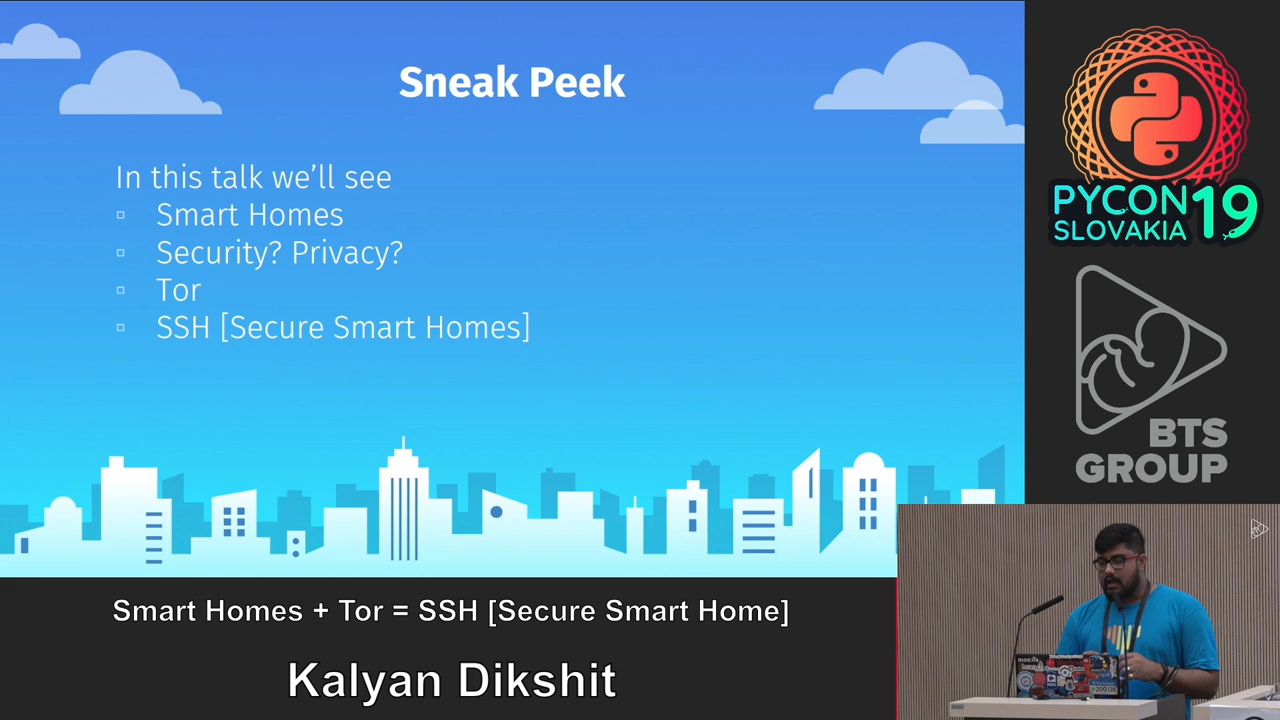 Sneak Peek
In this talk we'll see
▫ Smart Homes
▫ Security? Privacy?
▫ Tor
▫ SSH [Secure Smart Homes]
PYCON 19
SLOVAKIA
BTS
GROUP
Smart Homes + Tor = SSH [Secure Smart Home]
Kalyan Dikshit